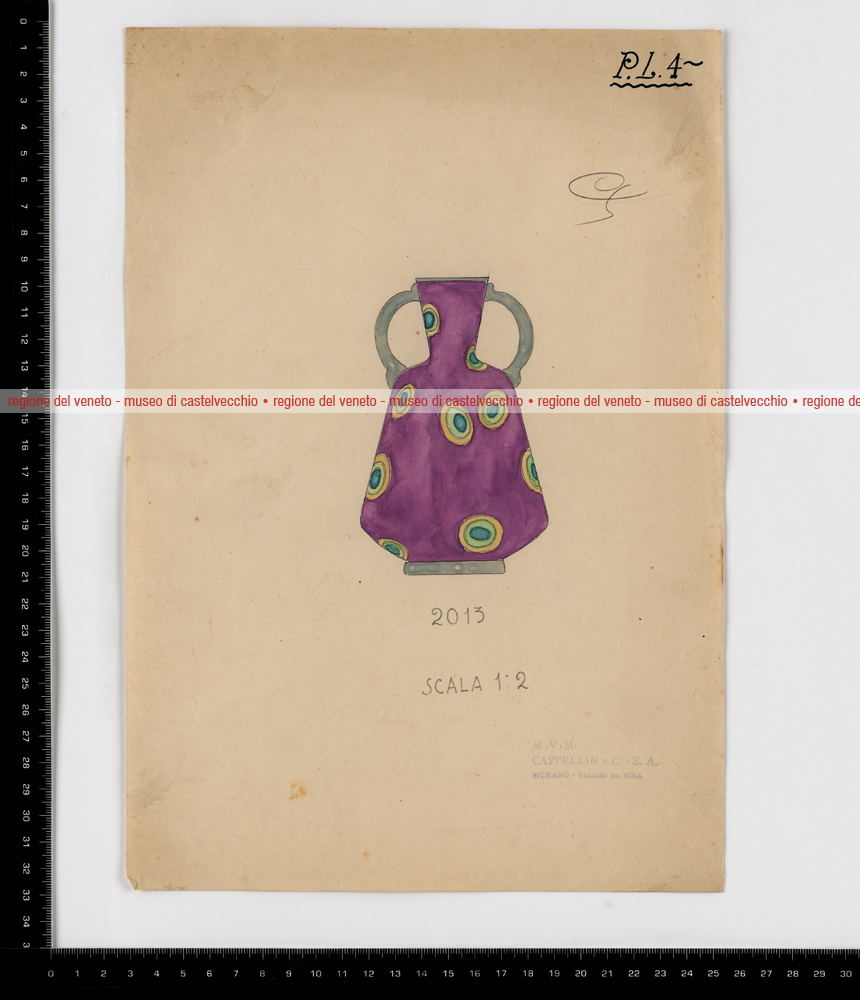 P.L.4~
regione del veneto - museo di castelvecchio • regione del veneto - museo di castelvecchio • regione del veneto - museo di castelvecchio • regione de
2013
SCALA 1:2
M.V.M.
CAPPELLIN e C. - S. A.
MURANO - PALAZZO DA MULA
0 1 2 3 4 5 6 7 8 9 10 11 12 13 14 15 16 17 18 19 20 21 22 23 24 25 26 27 28 29 30 31 32 33 34 3
0 1 2 3 4 5 6 7 8 9 10 11 12 13 14 15 16 17 18 19 20 21 22 23 24 25 26 27 28 29 30